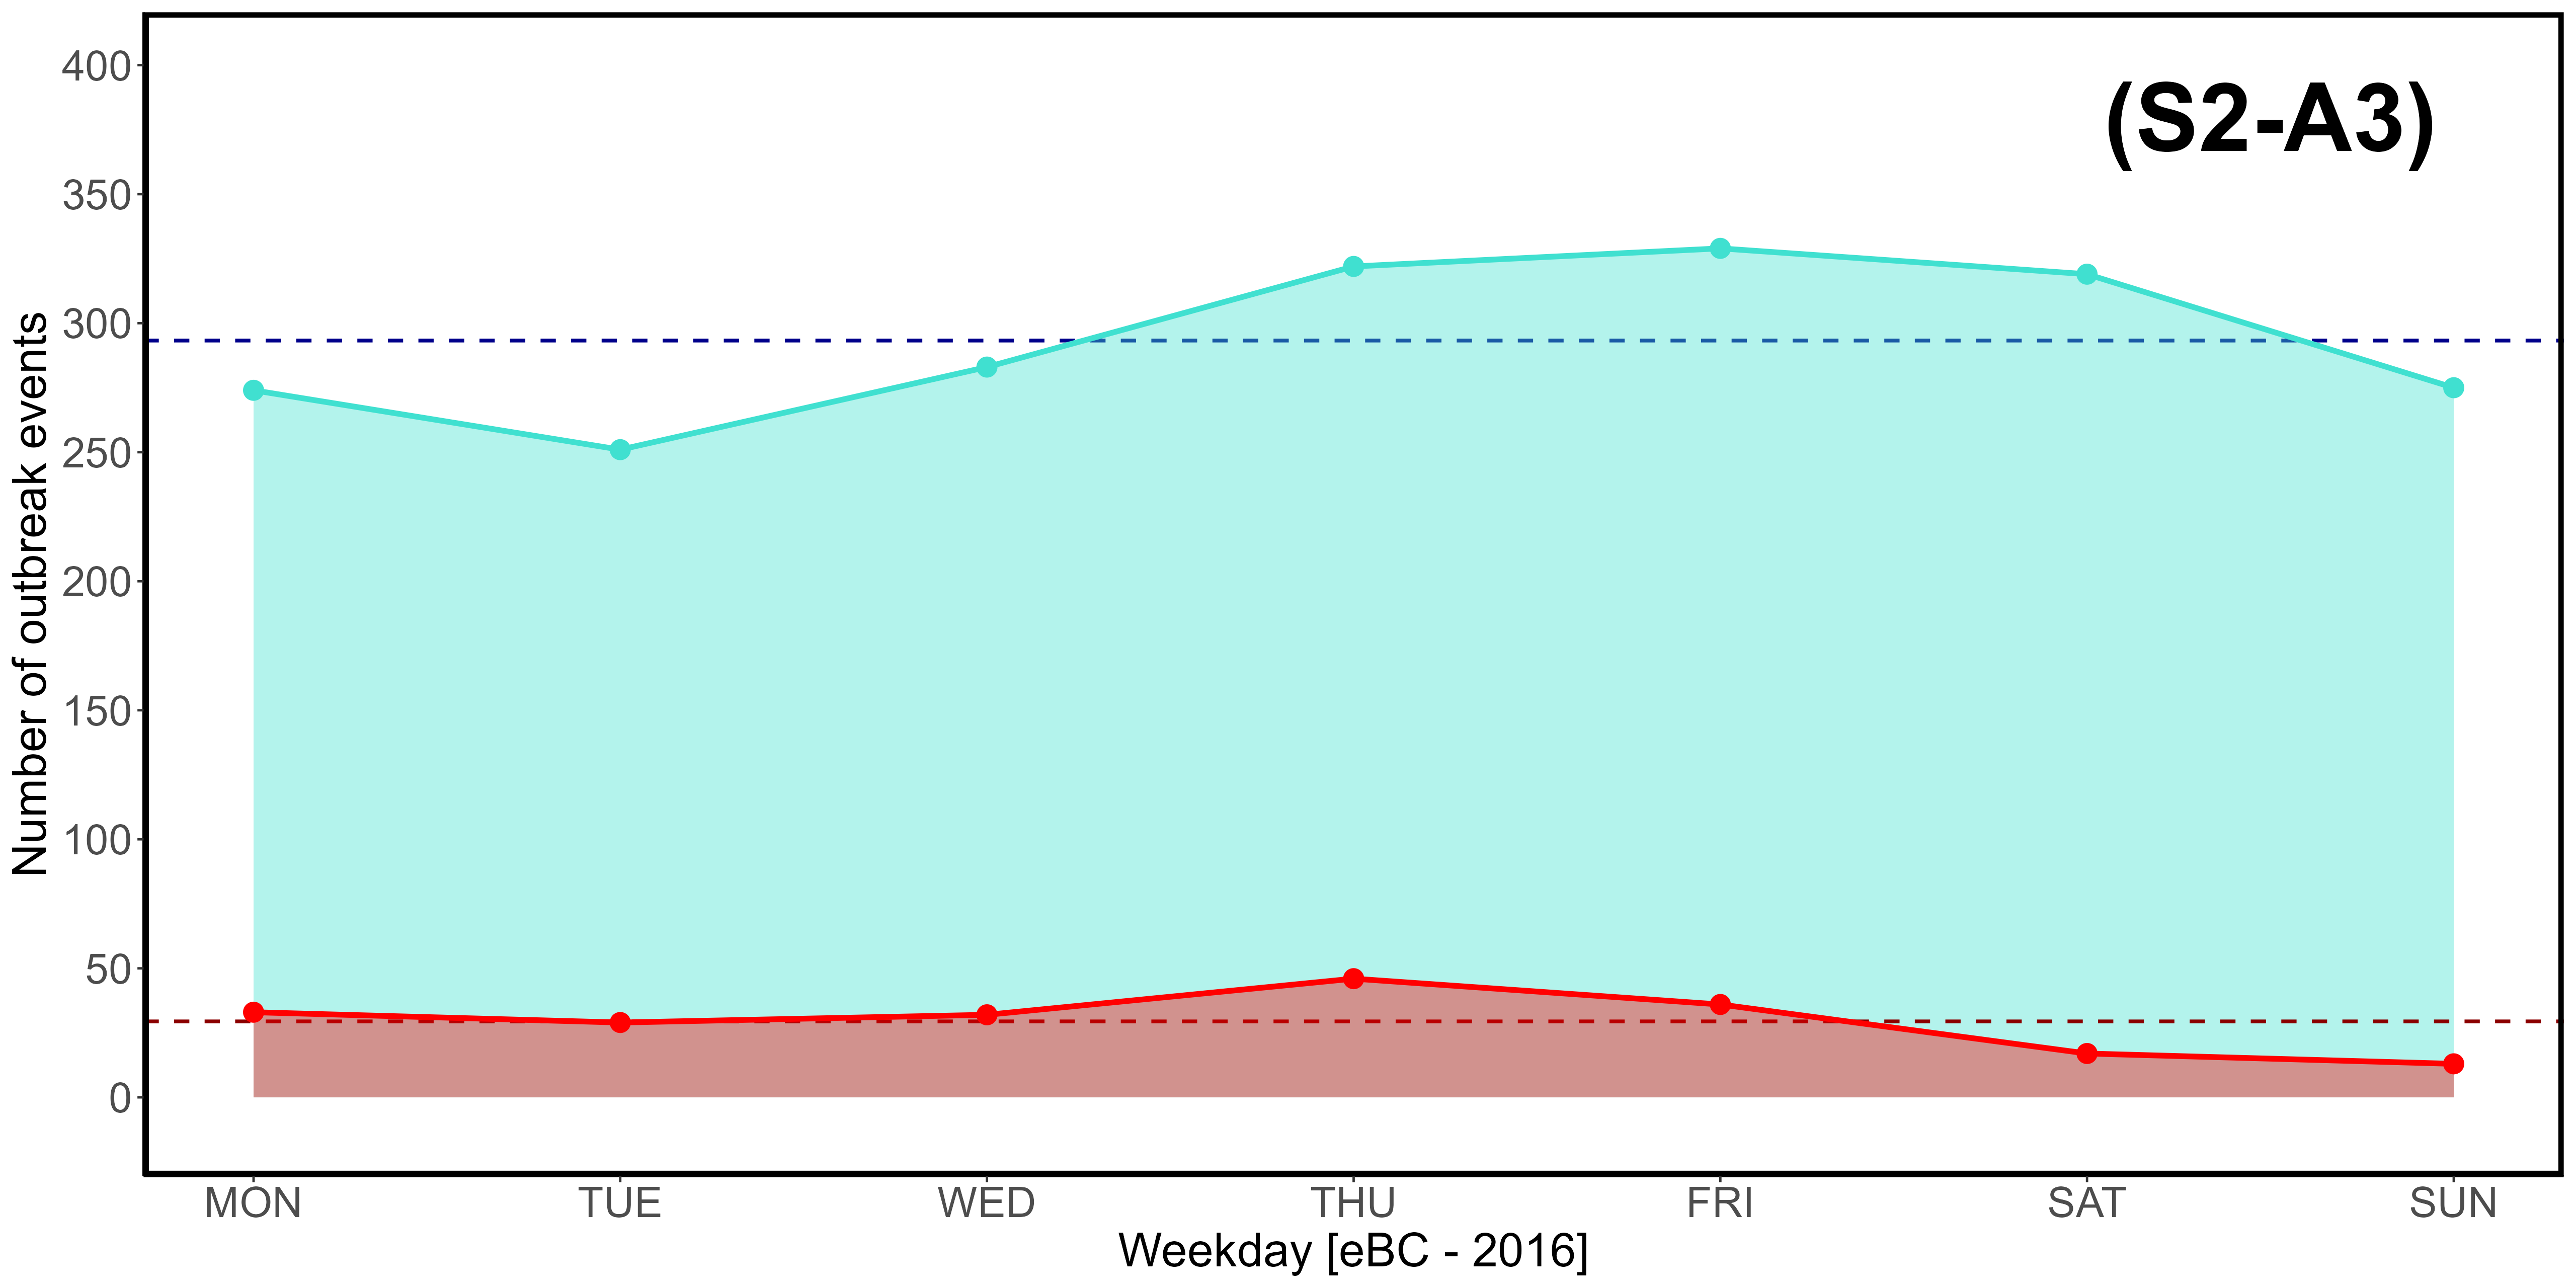 (S2-A3)
Number of outbreak events
400
350
300
250
200
150
100
50
0
MON TUE WED THU FRI SAT SUN
Weekday [eBC - 2016]